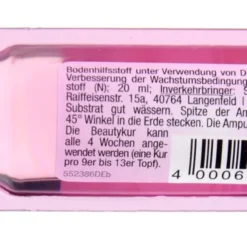 Bodenhilfsstoff unter Verwendung von D
Verbesserung der Wachstumsbedingung
stoff (N); 20 ml; Inverkehrbringer: S
Raiffeisenstr. 15a, 40764 Langenfeld |
Substrat gut wässern. Spitze der Am
45° Winkel in die Erde stecken. Die Ampu
Die Beautykur kann
alle 4 Wochen ange-
wendet werden (eine Kur
pro 9er bis 13er Topf).
552386DEb
4 00061